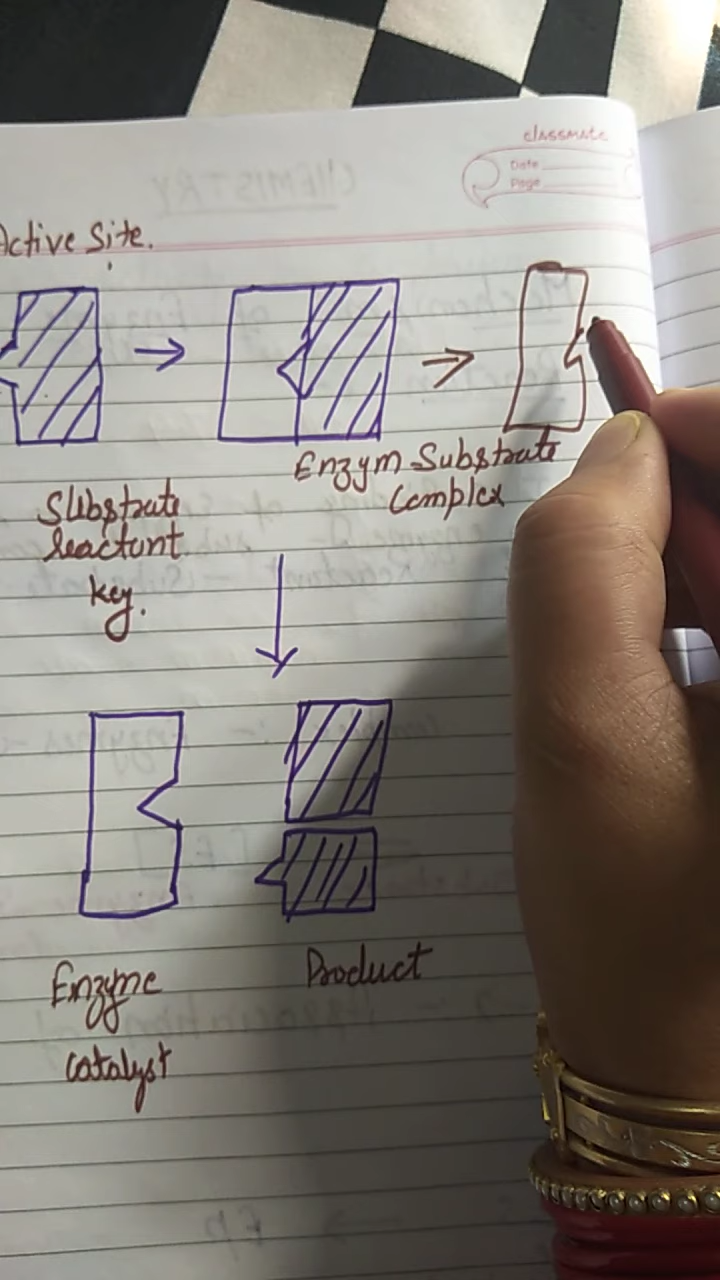 classmate
Date
Page
Active Site.
Enzym Substrate
Complex
Substrate
reactant
key.
Enzyme
catalyst
Product